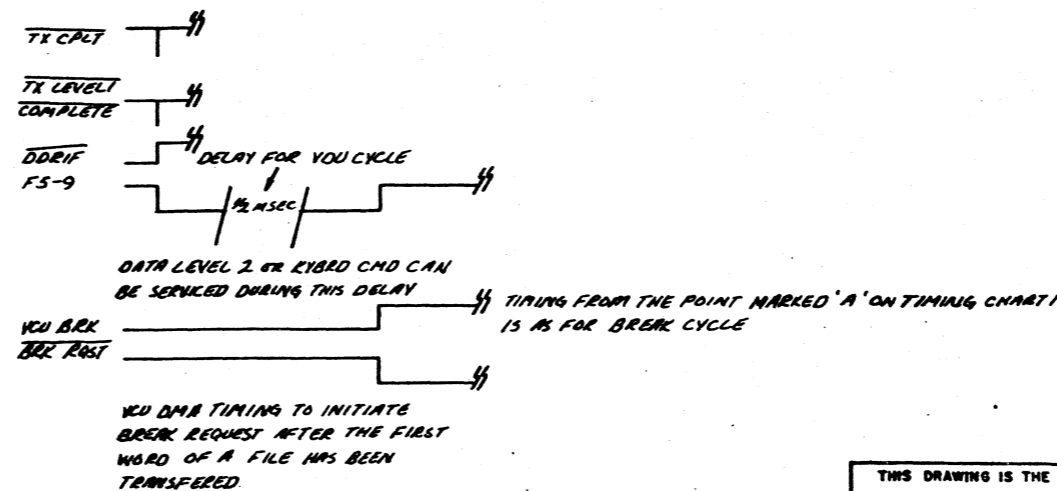 TX CPLT
TX LEVEL1
COMPLETE
DDRIF
DELAY FOR VDU CYCLE
FS-9
1/2 MSEC
DATA LEVEL 2 OR KYBRD CMD CAN
BE SERVICED DURING THIS DELAY
TIMING FROM THE POINT MARKED 'A' ON TIMING CHART
IS AS FOR BREAK CYCLE
VCU BRK
BRK RQST
VCU DMA TIMING TO INITIATE
BREAK REQUEST AFTER THE FIRST
WORD OF A FILE HAS BEEN
TRANSFERED.
THIS DRAWING IS THE